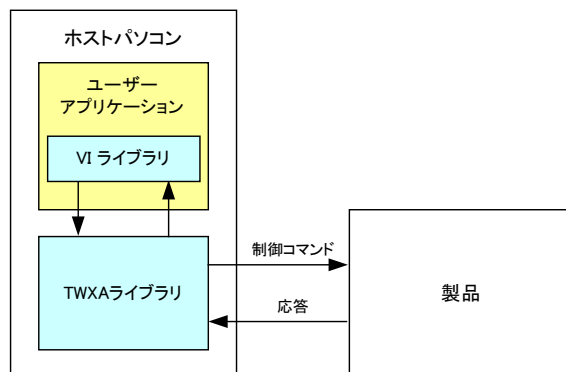 ホストパソコン
ユーザー
アプリケーション
VI ライブラリ
TWXAライブラリ
制御コマンド
応答
製品